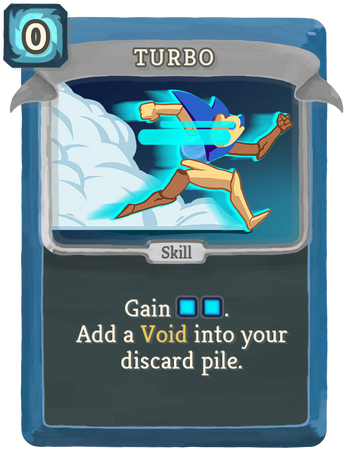 0
TURBO
Skill
Gain .
Add a Void into your
discard pile.